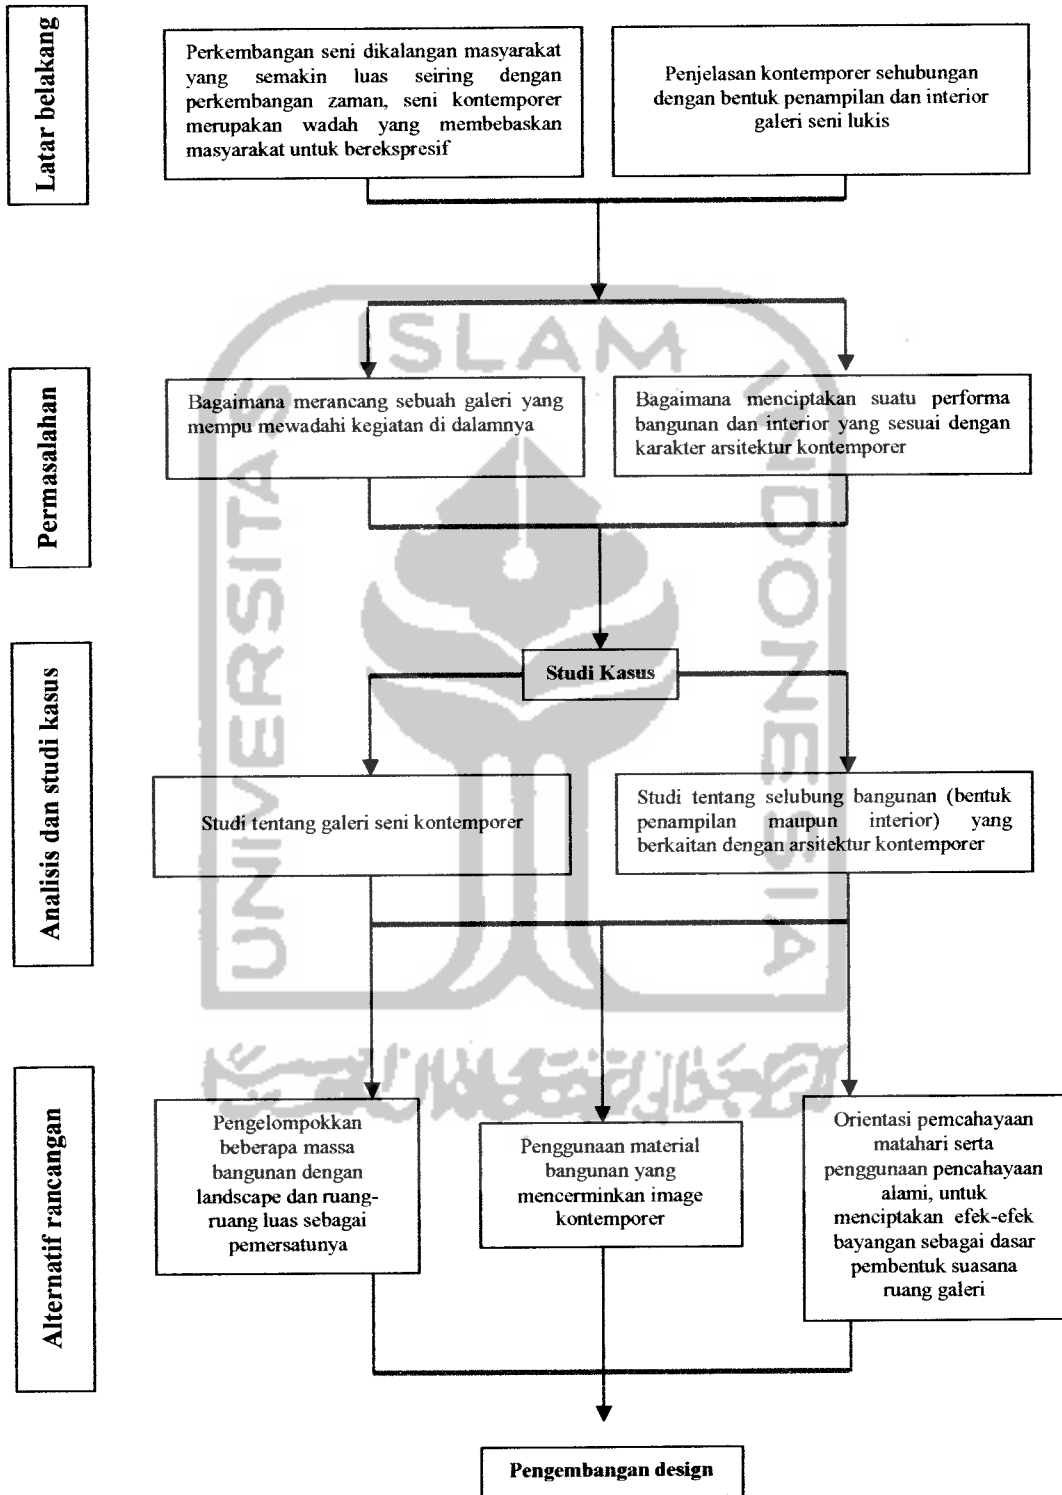 Latar belakang
Perkembangan seni dikalangan masyarakat
yang semakin luas seiring dengan
perkembangan zaman, seni kontemporer
merupakan wadah yang membebaskan
masyarakat untuk berekspresif
Penjelasan kontemporer sehubungan
dengan bentuk penampilan dan interior
galeri seni lukis
Permasalahan
Bagaimana merancang sebuah galeri yang
mempu mewadahi kegiatan di dalamnya
Bagaimana menciptakan suatu performa
bangunan dan interior yang sesuai dengan
karakter arsitektur kontemporer
Analisis dan studi kasus
Studi Kasus
Studi tentang galeri seni kontemporer
Studi tentang selubung bangunan (bentuk
penampilan maupun interior) yang
berkaitan dengan arsitektur kontemporer
Alternatif rancangan
Pengelompokkan
beberapa massa
bangunan dengan
landscape dan ruang-
ruang luas sebagai
pemersatunya
Penggunaan material
bangunan yang
mencerminkan image
kontemporer
Orientasi pemcahayaan
matahari serta
penggunaan pencahayaan
alami, untuk
menciptakan efek-efek
bayangan sebagai dasar
pembentuk suasana
ruang galeri
Pengembangan design
UNIVERSITAS
ISLAM
INDONESIA